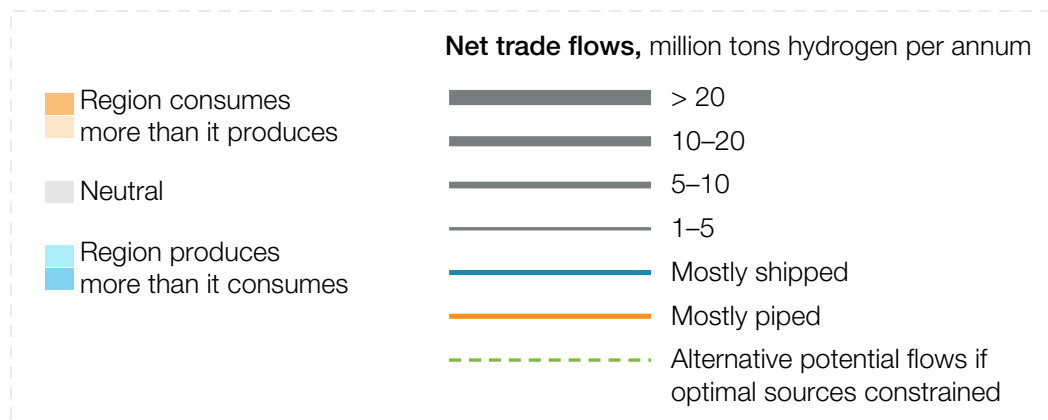 Net trade flows, million tons hydrogen per annum
Region consumes
more than it produces
Neutral
Region produces
more than it consumes
> 20
10–20
5–10
1–5
Mostly shipped
Mostly piped
Alternative potential flows if
optimal sources constrained